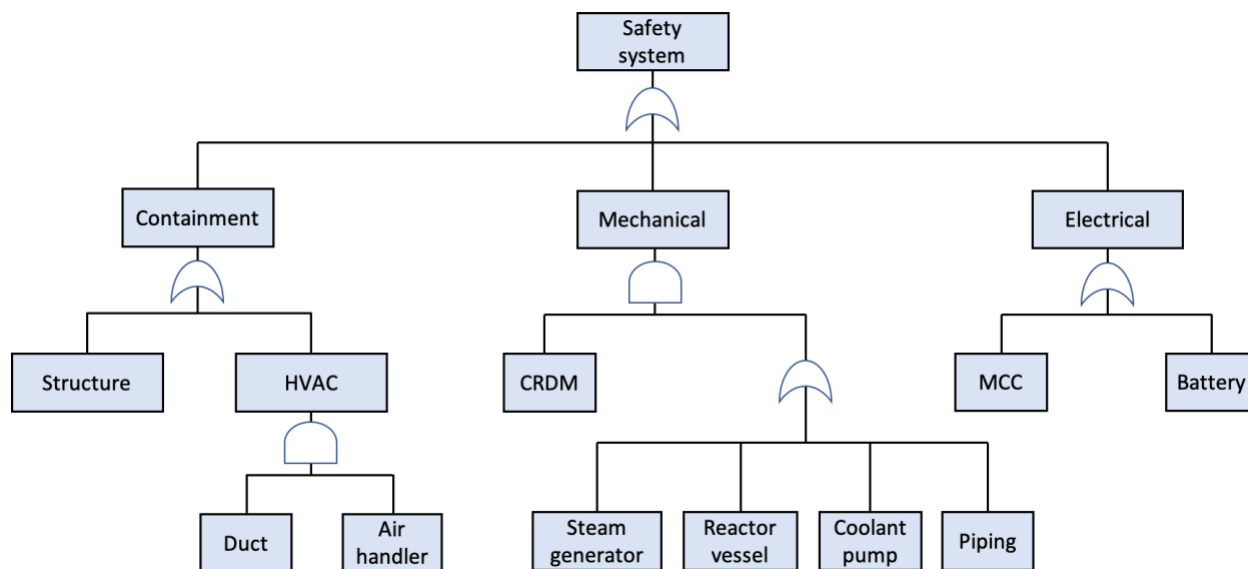 Safety
system
Containment
Mechanical
Electrical
Structure
HVAC
CRDM
MCC
Battery
Duct
Air
handler
Steam
generator
Reactor
vessel
Coolant
pump
Piping